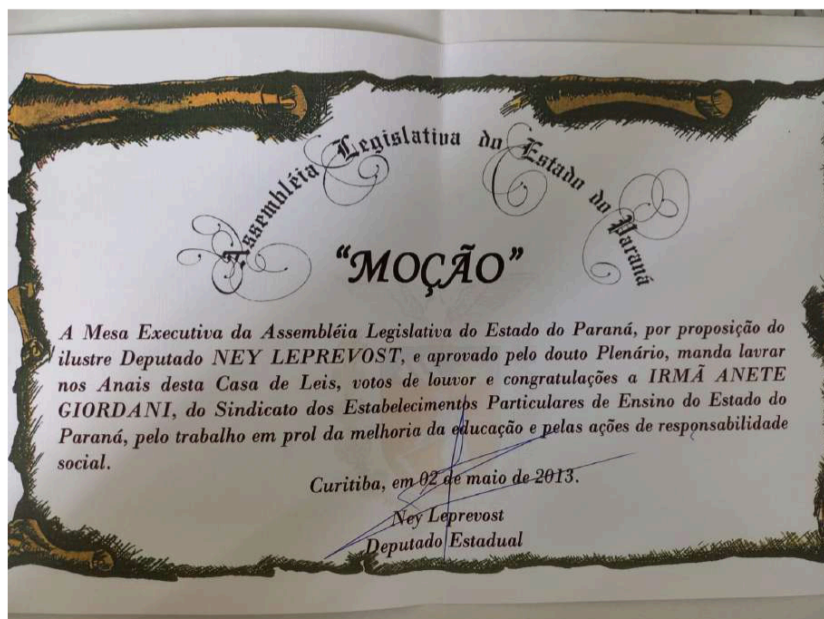 Assembléia Legislativa do Estado do Paraná
"MOÇÃO"
A Mesa Executiva da Assembléia Legislativa do Estado do Paraná, por proposição do
ilustre Deputado NEY LEPREVOST, e aprovado pelo douto Plenário, manda lavrar
nos Anais desta Casa de Leis, votos de louvor e congratulações a IRMÃ ANETE
GIORDANI, do Sindicato dos Estabelecimentos Particulares de Ensino do Estado do
Paraná, pelo trabalho em prol da melhoria da educação e pelas ações de responsabilidade
social.
Curitiba, em 02 de maio de 2013.
Ney Leprevost
Deputado Estadual